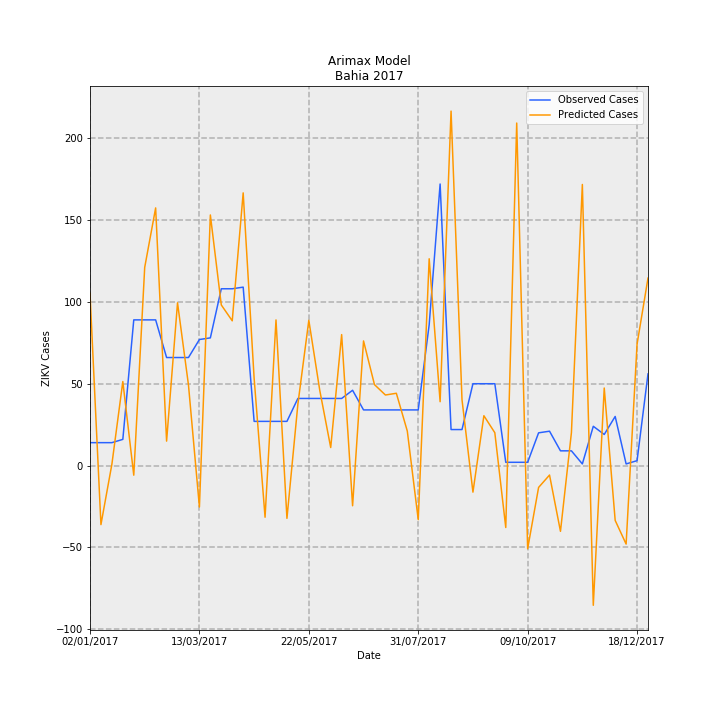 Arimax Model
Bahia 2017
Observed Cases
Predicted Cases
ZIKV Cases
200
150
100
50
0
−50
−100
02/01/2017 13/03/2017 22/05/2017 31/07/2017 09/10/2017 18/12/2017
Date